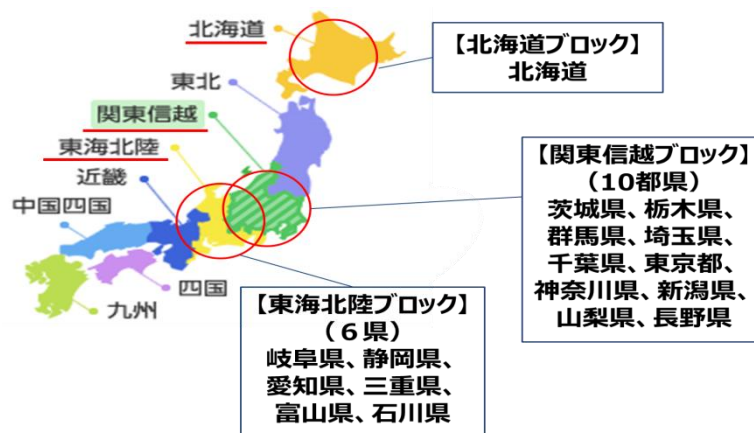 北海道
東北
関東信越
東海北陸
近畿
中国四国
四国
九州
【北海道ブロック】
北海道
【関東信越ブロック】
（10都県）
茨城県、栃木県、
群馬県、埼玉県、
千葉県、東京都、
神奈川県、新潟県、
山梨県、長野県
【東海北陸ブロック】
（６県）
岐阜県、静岡県、
愛知県、三重県、
富山県、石川県